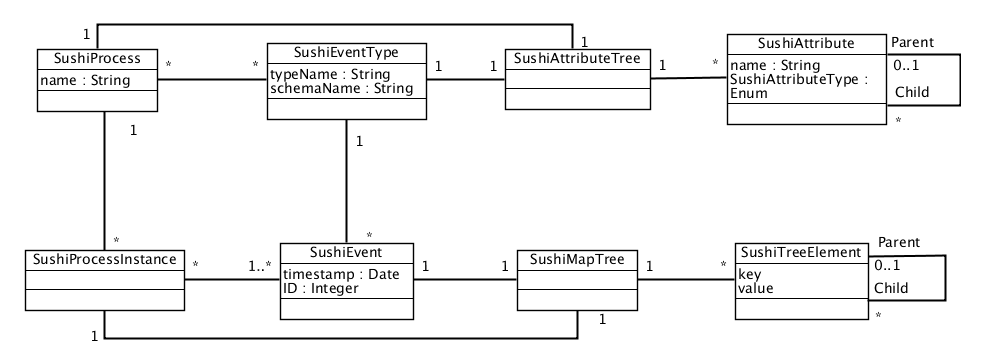 1
1
SushiProcess
name : String
*
*
SushiEventType
typeName : String
schemaName : String
1
1
SushiAttributeTree
1
*
SushiAttribute
name : String
SushiAttributeType :
Enum
Parent
0..1
Child
*
1
1
*
*
SushiProcessInstance
*
1..*
SushiEvent
timestamp : Date
ID : Integer
1
1
SushiMapTree
1
*
SushiTreeElement
key
value
Parent
0..1
Child
*
1
1